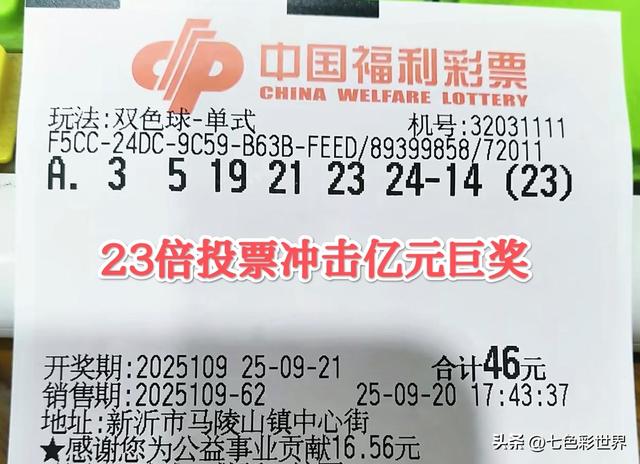 中国福利彩票
CHINA WELFARE LOTTERY
玩法:双色球-单式 机号:32031111
F5CC-24DC-9C59-B63B-FEED/89399858/72011
A. 3 5 19 21 23 24-14 (23)
23倍投票冲击亿元巨奖
开奖期:2025109 25-09-21 合计46元
销售期:2025109-62 25-09-20 17:43:37
地址:新沂市马陵山镇中心街
★感谢您为公益事业贡献16.56元
头条 @七色彩世界